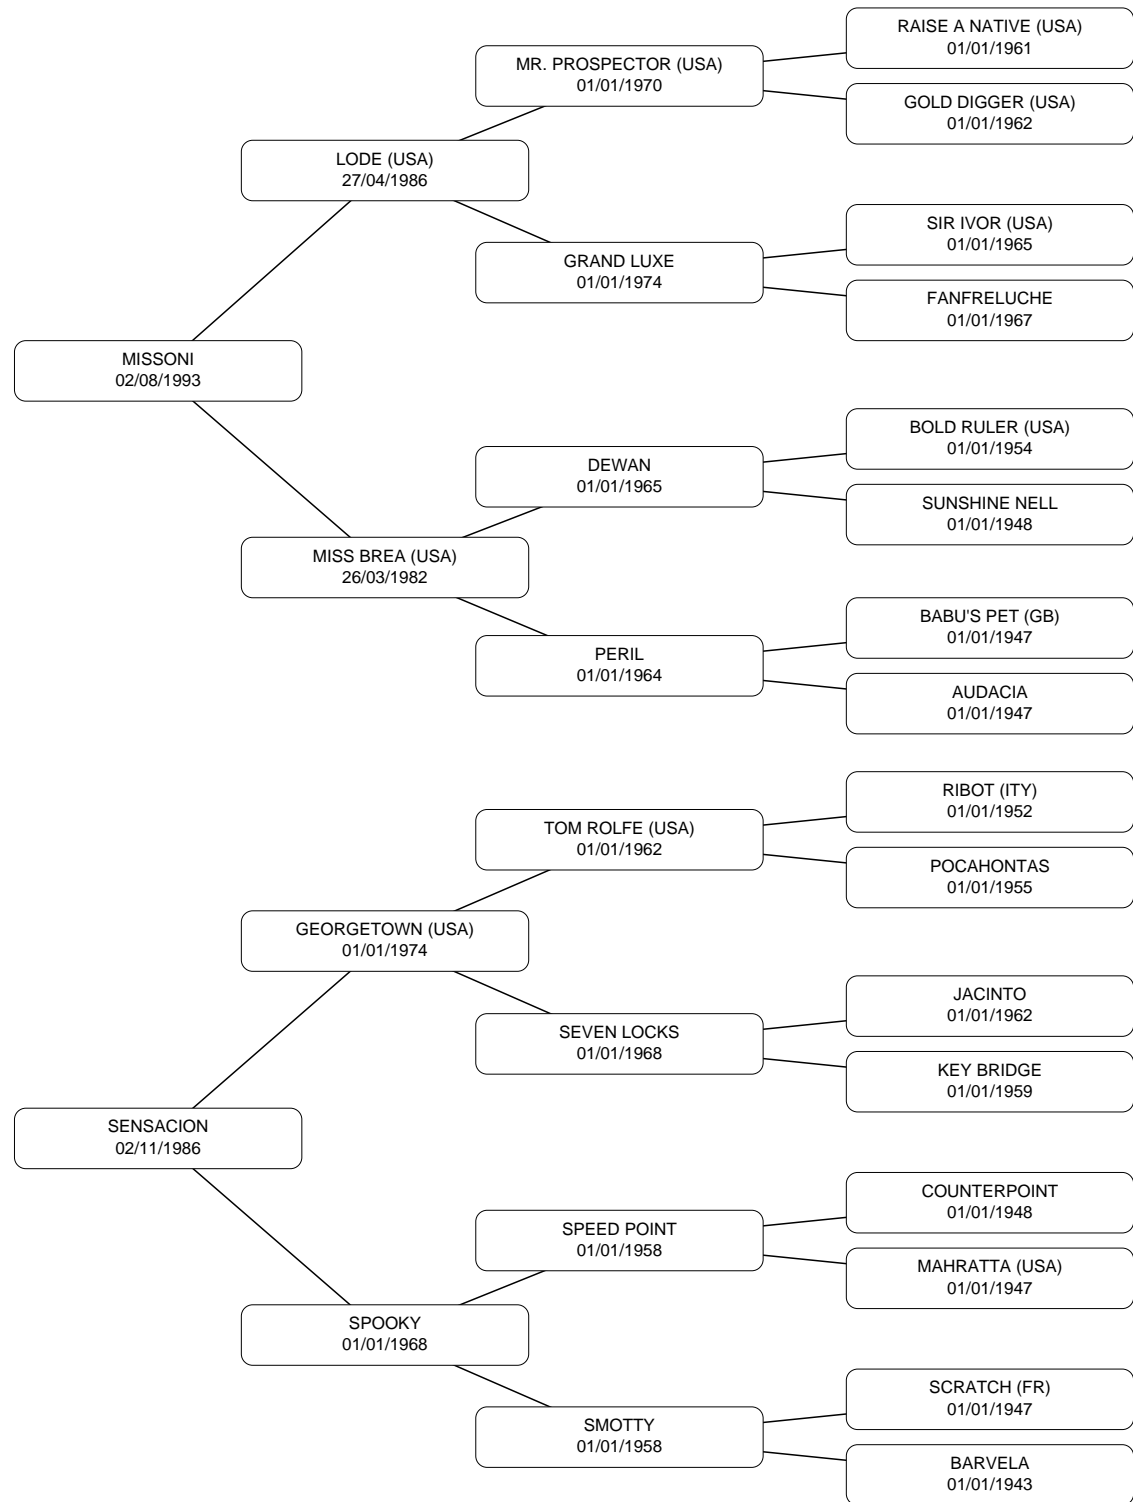 RAISE A NATIVE (USA)
01/01/1961
MR. PROSPECTOR (USA)
01/01/1970
GOLD DIGGER (USA)
01/01/1962
LODE (USA)
27/04/1986
SIR IVOR (USA)
01/01/1965
GRAND LUXE
01/01/1974
FANFRELUCHE
01/01/1967
MISSONI
02/08/1993
BOLD RULER (USA)
01/01/1954
DEWAN
01/01/1965
SUNSHINE NELL
01/01/1948
MISS BREA (USA)
26/03/1982
BABU'S PET (GB)
01/01/1947
PERIL
01/01/1964
AUDACIA
01/01/1947
RIBOT (ITY)
01/01/1952
TOM ROLFE (USA)
01/01/1962
POCAHONTAS
01/01/1955
GEORGETOWN (USA)
01/01/1974
JACINTO
01/01/1962
SEVEN LOCKS
01/01/1968
KEY BRIDGE
01/01/1959
SENSACION
02/11/1986
COUNTERPOINT
01/01/1948
SPEED POINT
01/01/1958
MAHRATTA (USA)
01/01/1947
SPOOKY
01/01/1968
SCRATCH (FR)
01/01/1947
SMOTTY
01/01/1958
BARVELA
01/01/1943